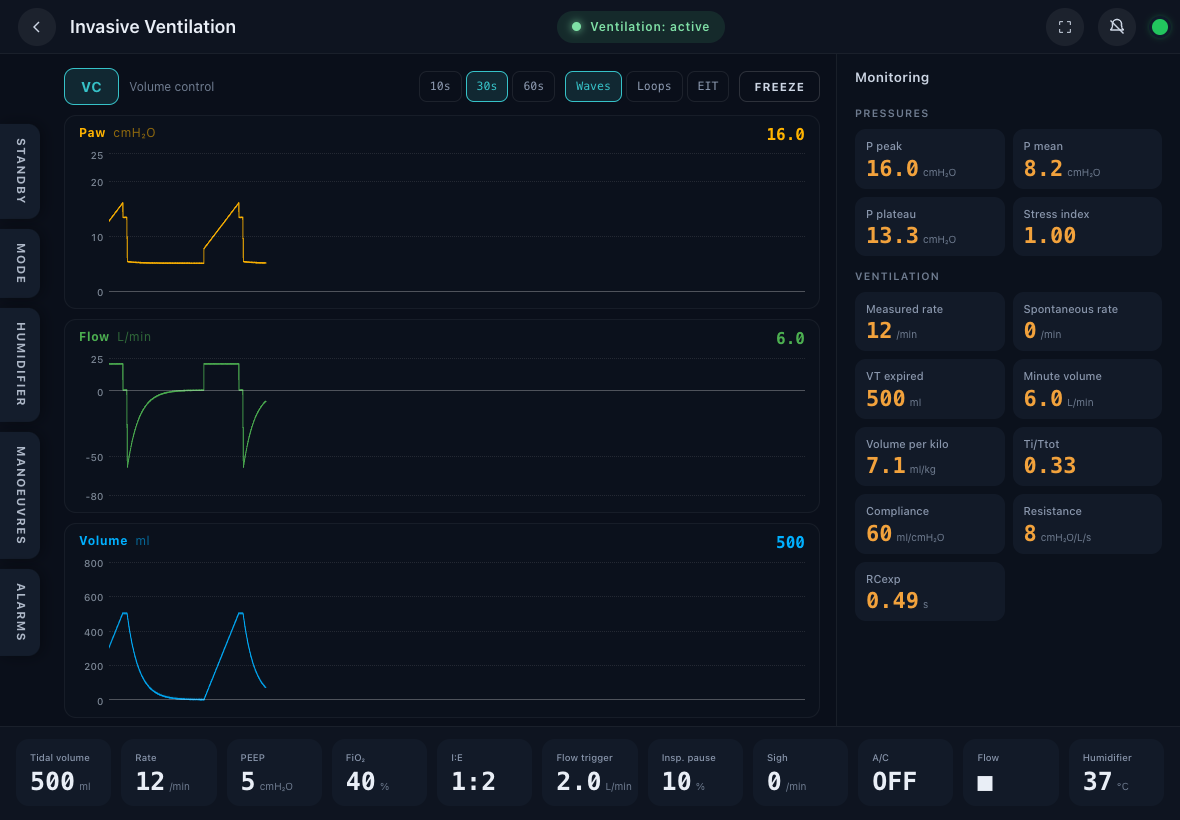 Invasive Ventilation
Ventilation: active
VC Volume control
10s 30s 60s Waves Loops EIT FREEZE
STANDBY
MODE
HUMIDIFIER
MANOEUVRES
ALARMS
Paw cmH₂O 16.0
25
20
10
0
Flow L/min 6.0
25
0
-50
-80
Volume ml 500
800
600
400
200
0
Monitoring
PRESSURES
P peak
16.0 cmH₂O
P mean
8.2 cmH₂O
P plateau
13.3 cmH₂O
Stress index
1.00
VENTILATION
Measured rate
12 /min
Spontaneous rate
0 /min
VT expired
500 ml
Minute volume
6.0 L/min
Volume per kilo
7.1 ml/kg
Ti/Ttot
0.33
Compliance
60 ml/cmH₂O
Resistance
8 cmH₂O/L/s
RCexp
0.49 s
Tidal volume
500 ml
Rate
12 /min
PEEP
5 cmH₂O
FiO₂
40 %
I:E
1:2
Flow trigger
2.0 L/min
Insp. pause
10 %
Sigh
0 /min
A/C
OFF
Flow
■
Humidifier
37 °C